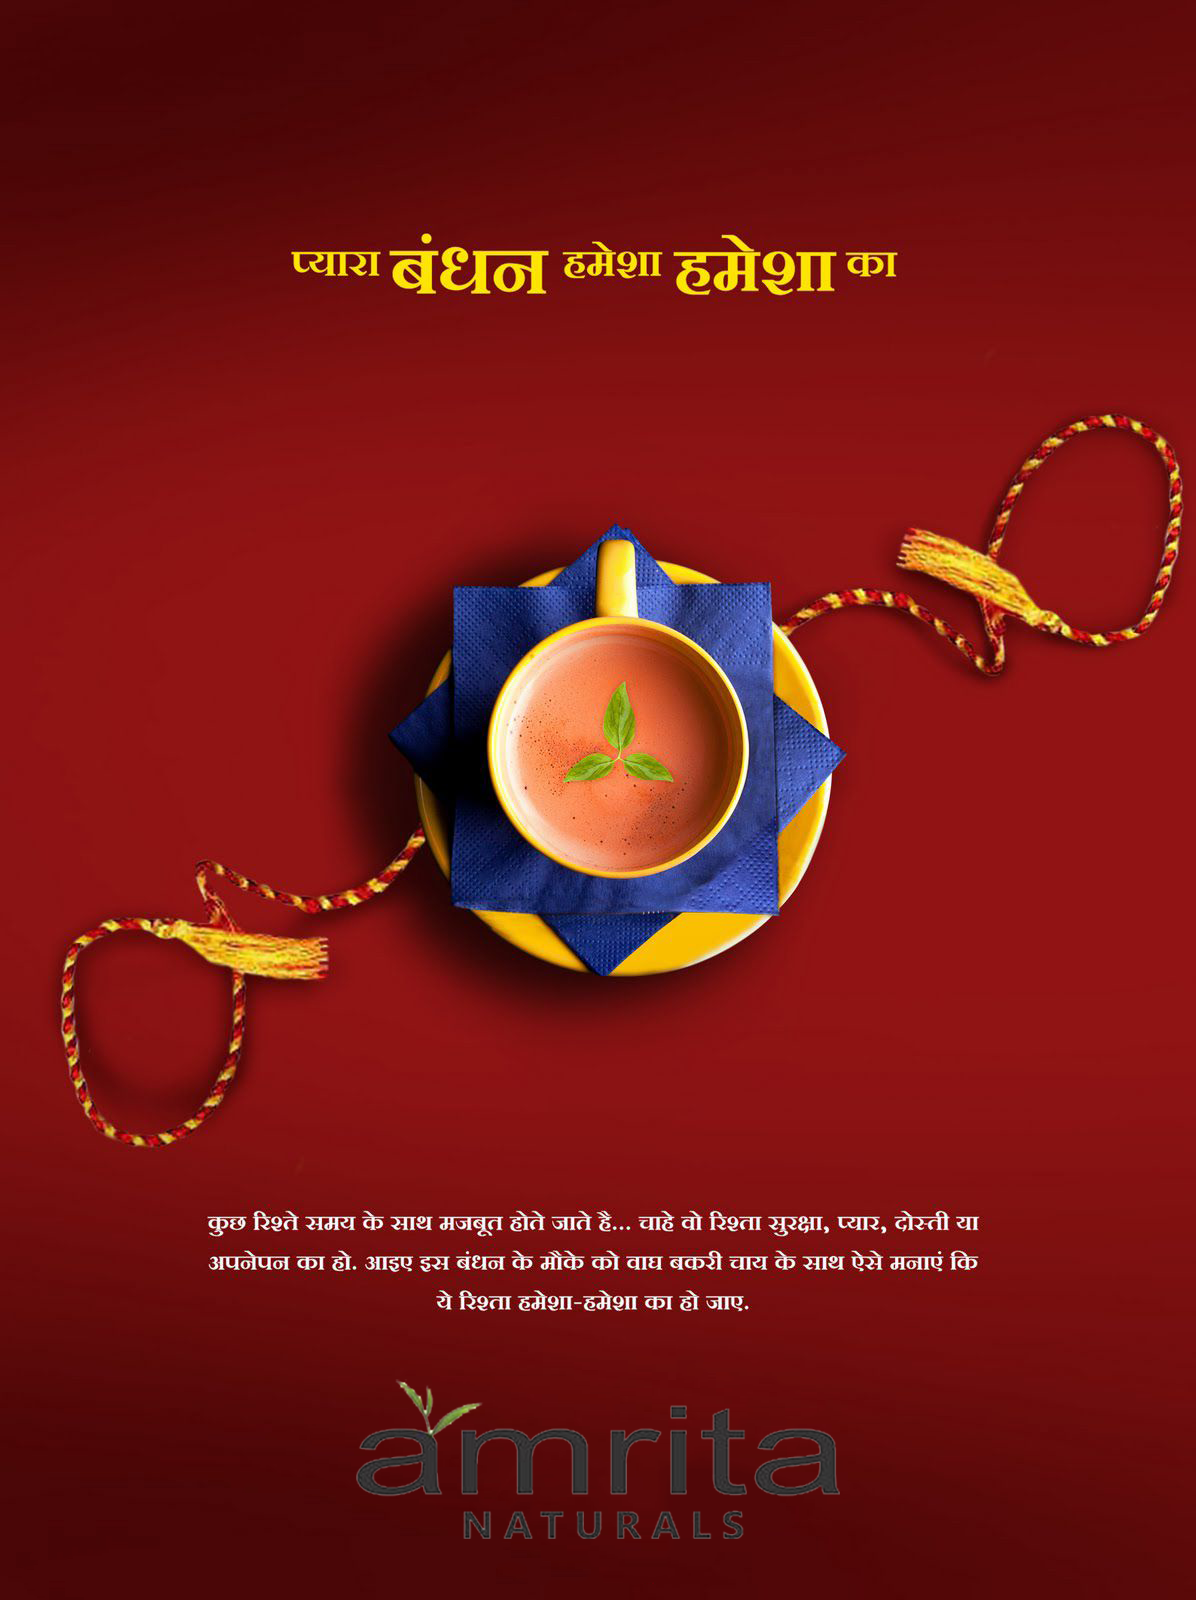 प्यारा बंधन हमेशा हमेशा का
कुछ रिश्ते समय के साथ मजबूत होते जाते है... चाहे वो रिश्ता सुरक्षा, प्यार, दोस्ती या
अपनेपन का हो. आइए इस बंधन के मौके को वाघ बकरी चाय के साथ ऐसे मनाएं कि
ये रिश्ता हमेशा-हमेशा का हो जाए.
amrita
NATURALS